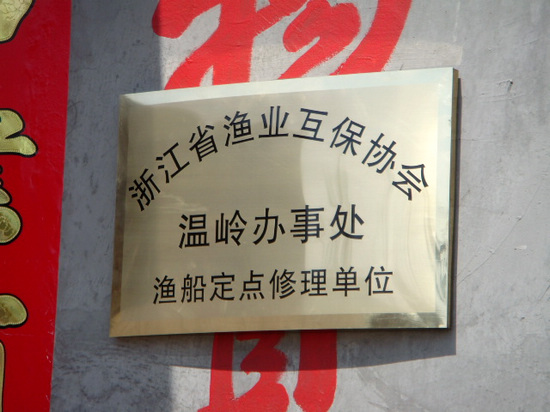 浙江省渔业互保协会
温岭办事处
渔船定点修理单位